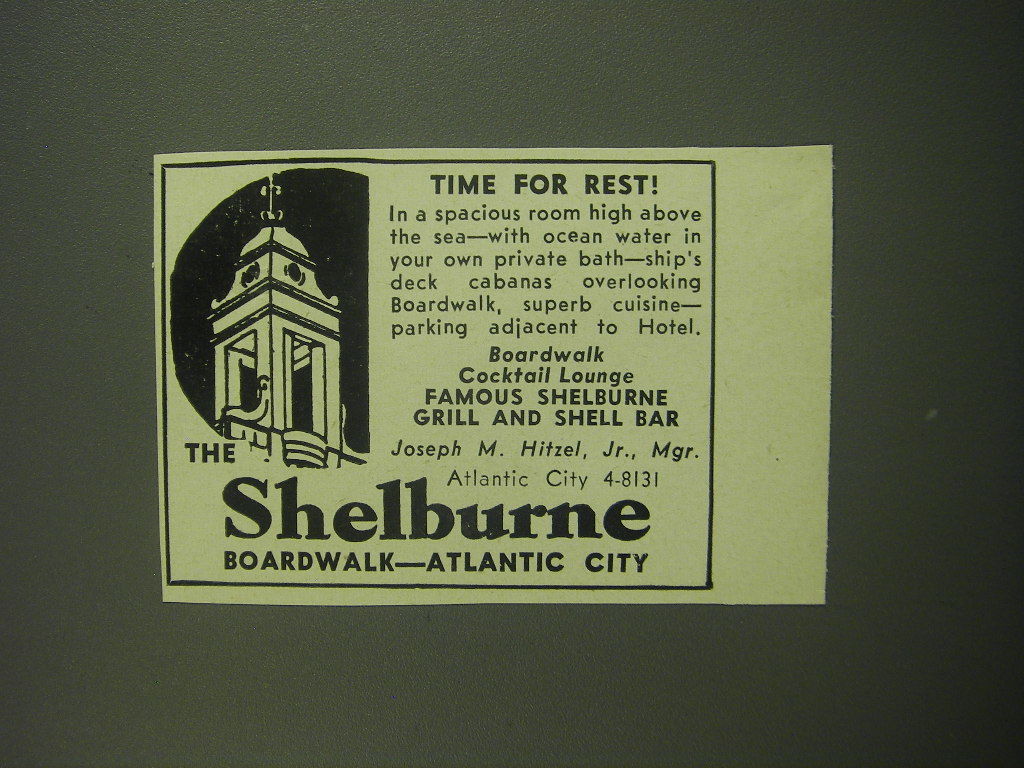 TIME FOR REST!
In a spacious room high above
the sea—with ocean water in
your own private bath—ship's
deck cabanas overlooking
Boardwalk, superb cuisine—
parking adjacent to Hotel.
Boardwalk
Cocktail Lounge
FAMOUS SHELBURNE
GRILL AND SHELL BAR
Joseph M. Hitzel, Jr., Mgr.
Atlantic City 4-8131
THE
Shelburne
BOARDWALK—ATLANTIC CITY